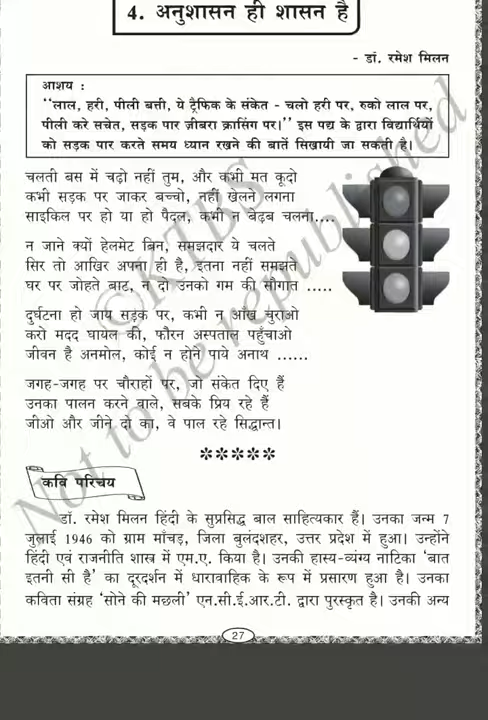 4. अनुशासन ही शासन है
- डॉ. रमेश मिलन
आशय :
"लाल, हरी, पीली बत्ती, ये ट्रैफिक के संकेत - चलो हरी पर, रुको लाल पर,
पीली करे सचेत, सड़क पार ज़ीबरा क्रासिंग पर।" इस पद्य के द्वारा विद्यार्थियों
को सड़क पार करते समय ध्यान रखने की बातें सिखायी जा सकती है।
चलती बस में चढ़ो नहीं तुम, और कभी मत कूदो
कभी सड़क पर जाकर बच्चो, नहीं खेलने लगना
साइकिल पर हो या हो पैदल, कभी न बेढ़ब चलना....
न जाने क्यों हेलमेट बिन, समझदार ये चलते
सिर तो आखिर अपना ही है, इतना नहीं समझते
घर पर जोहते बाट, न दो उनको गम की सौगात .....
दुर्घटना हो जाय सड़क पर, कभी न आँख चुराओ
करो मदद घायल की, फौरन अस्पताल पहुँचाओ
जीवन है अनमोल, कोई न होने पाये अनाथ ......
जगह-जगह पर चौराहों पर, जो संकेत दिए हैं
उनका पालन करने वाले, सबके प्रिय रहे हैं
जीओ और जीने दो का, वे पाल रहे सिद्धान्त।
*****
कवि परिचय
डॉ. रमेश मिलन हिंदी के सुप्रसिद्ध बाल साहित्यकार हैं। उनका जन्म 7
जुलाई 1946 को ग्राम माँचड़, जिला बुलंदशहर, उत्तर प्रदेश में हुआ। उन्होंने
हिंदी एवं राजनीति शास्त्र में एम.ए. किया है। उनकी हास्य-व्यंग्य नाटिका 'बात
इतनी सी है' का दूरदर्शन में धारावाहिक के रूप में प्रसारण हुआ है। उनका
कविता संग्रह 'सोने की मछली' एन.सी.ई.आर.टी. द्वारा पुरस्कृत है। उनकी अन्य
27
©KTBS
Not to be republished